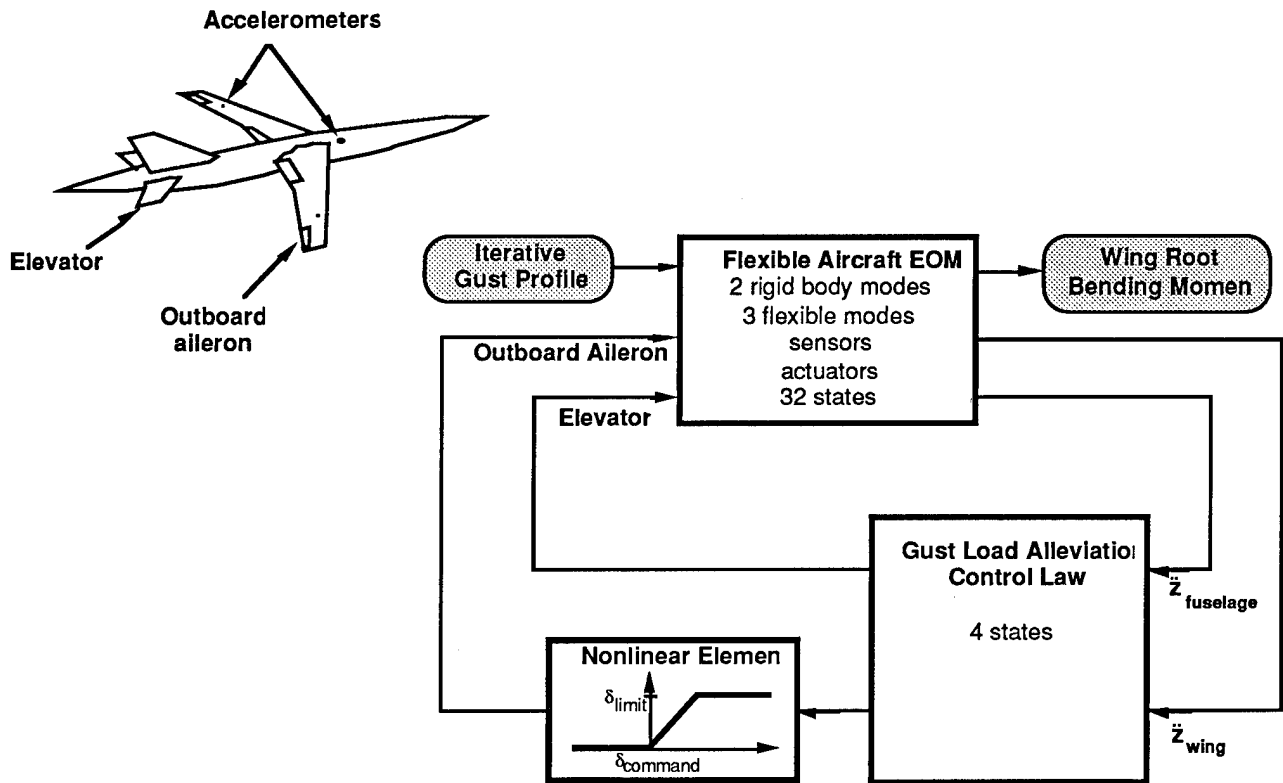 Accelerometers
Elevator
Outboard
aileron
Iterative
Gust Profile
Flexible Aircraft EOM
2 rigid body modes
3 flexible modes
sensors
actuators
32 states
Wing Root
Bending Momen
Outboard Aileron
Elevator
Gust Load Alleviation
Control Law
4 states
z̈ fuselage
z̈ wing
Nonlinear Elemen
δlimit
δcommand